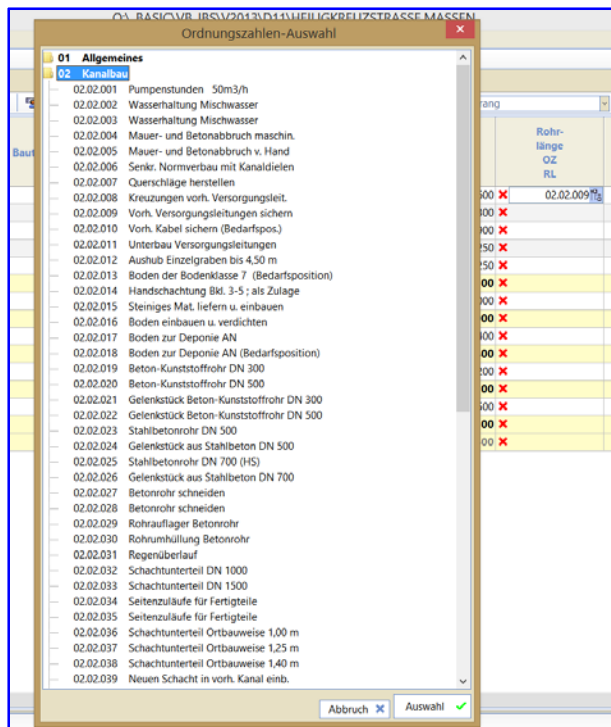 O:\_BASIC\VB_IBS\V2013\D11\HEILIGKREUZSTRASSE.MASSEN
Ordnungszahlen-Auswahl
01 Allgemeines
02 Kanalbau
02.02.001 Pumpenstunden 50m3/h
02.02.002 Wasserhaltung Mischwasser
02.02.003 Wasserhaltung Mischwasser
02.02.004 Mauer- und Betonabbruch maschin.
02.02.005 Mauer- und Betonabbruch v. Hand
02.02.006 Senkr. Normverbau mit Kanaldielen
02.02.007 Querschläge herstellen
02.02.008 Kreuzungen vorh. Versorgungsleit.
02.02.009 Vorh. Versorgungsleitungen sichern
02.02.010 Vorh. Kabel sichern (Bedarfspos.)
02.02.011 Unterbau Versorgungsleitungen
02.02.012 Aushub Einzelgraben bis 4,50 m
02.02.013 Boden der Bodenklasse 7 (Bedarfsposition)
02.02.014 Handschachtung Bkl. 3-5 ; als Zulage
02.02.015 Steiniges Mat. liefern u. einbauen
02.02.016 Boden einbauen u. verdichten
02.02.017 Boden zur Deponie AN
02.02.018 Boden zur Deponie AN (Bedarfsposition)
02.02.019 Beton-Kunststoffrohr DN 300
02.02.020 Beton-Kunststoffrohr DN 500
02.02.021 Gelenkstück Beton-Kunststoffrohr DN 300
02.02.022 Gelenkstück Beton-Kunststoffrohr DN 500
02.02.023 Stahlbetonrohr DN 500
02.02.024 Gelenkstück aus Stahlbeton DN 500
02.02.025 Stahlbetonrohr DN 700 (HS)
02.02.026 Gelenkstück aus Stahlbeton DN 700
02.02.027 Betonrohr schneiden
02.02.028 Betonrohr schneiden
02.02.029 Rohrauflager Betonrohr
02.02.030 Rohrumhüllung Betonrohr
02.02.031 Regenüberlauf
02.02.032 Schachtunterteil DN 1000
02.02.033 Schachtunterteil DN 1500
02.02.034 Seitenzuläufe für Fertigteile
02.02.035 Seitenzuläufe für Fertigteile
02.02.036 Schachtunterteil Ortbauweise 1,00 m
02.02.037 Schachtunterteil Ortbauweise 1,25 m
02.02.038 Schachtunterteil Ortbauweise 1,40 m
02.02.039 Neuen Schacht in vorh. Kanal einb.
Abbruch
Auswahl
Baut
rang
Rohr-
länge
OZ
RL
02.02.009